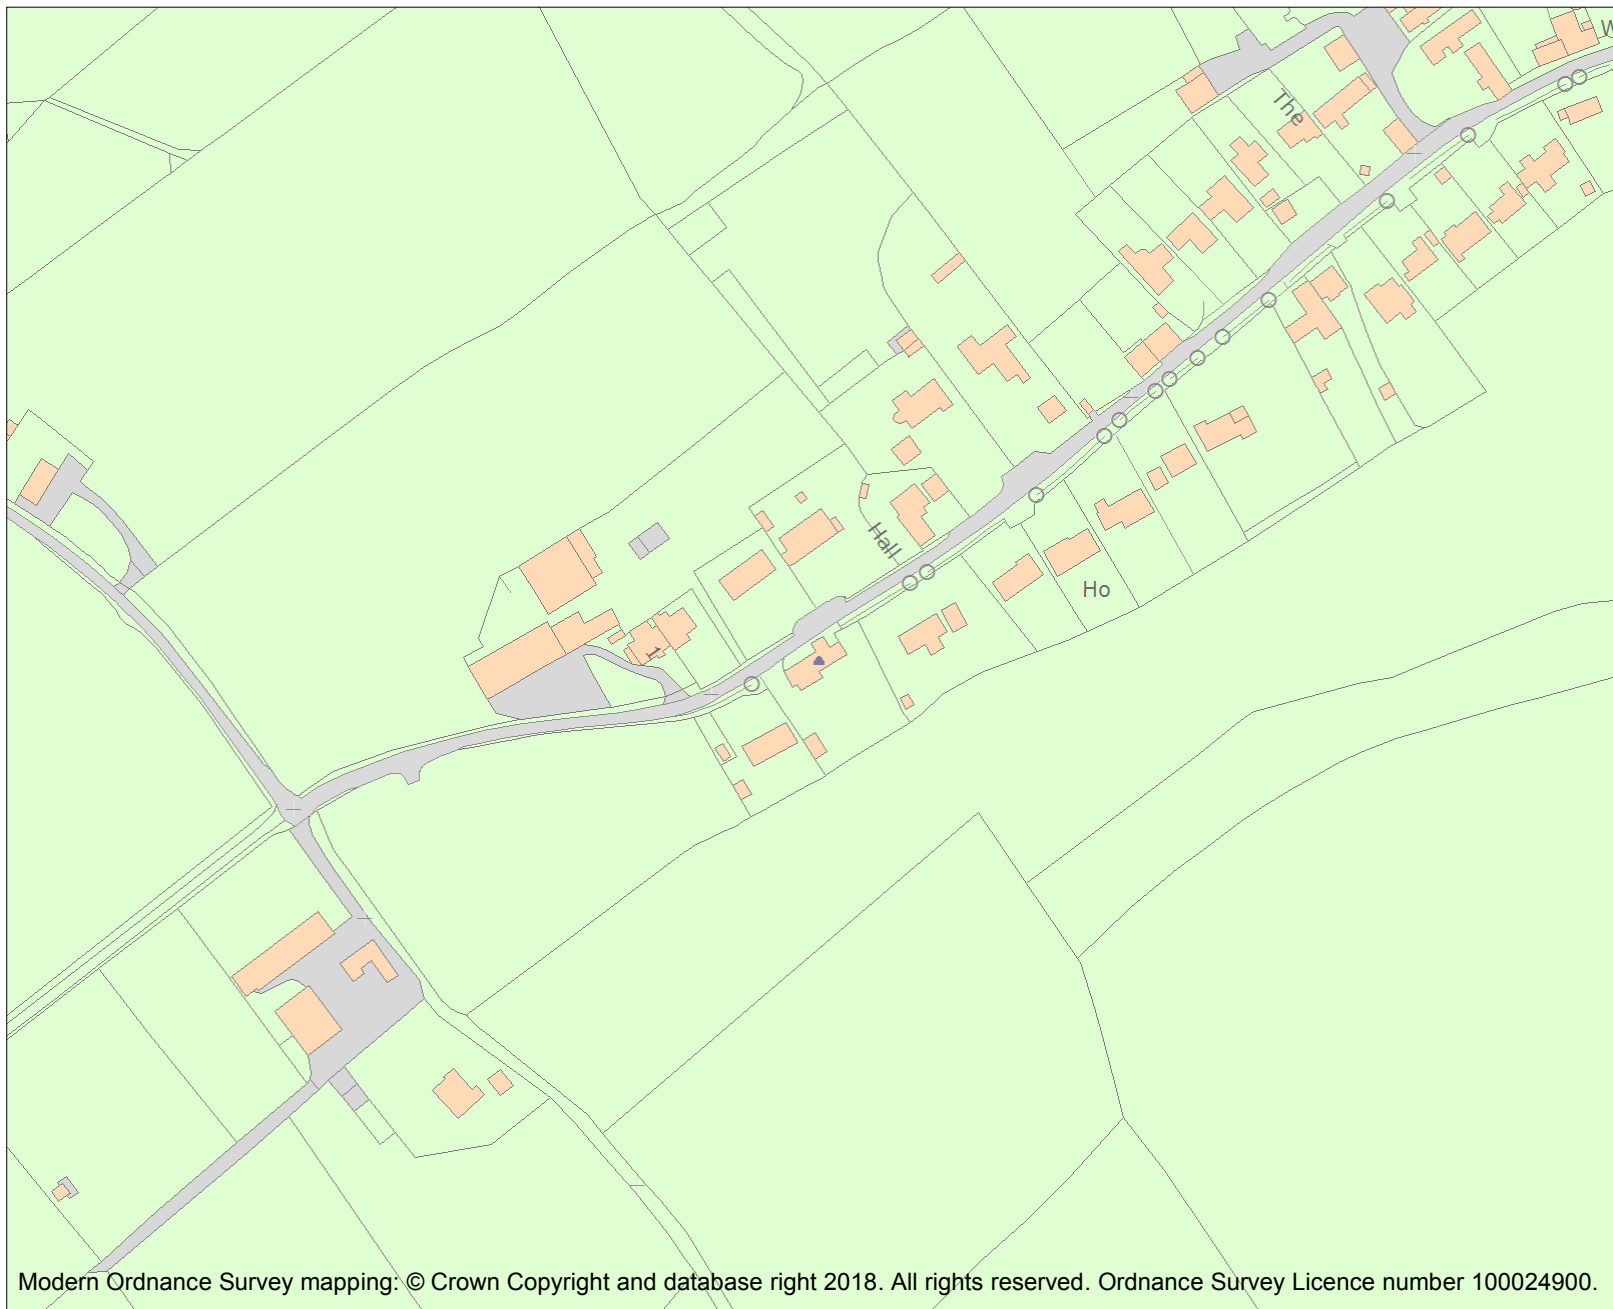 W
The
Hall
Ho
1
Modern Ordnance Survey mapping: © Crown Copyright and database right 2018. All rights reserved. Ordnance Survey Licence number 100024900.